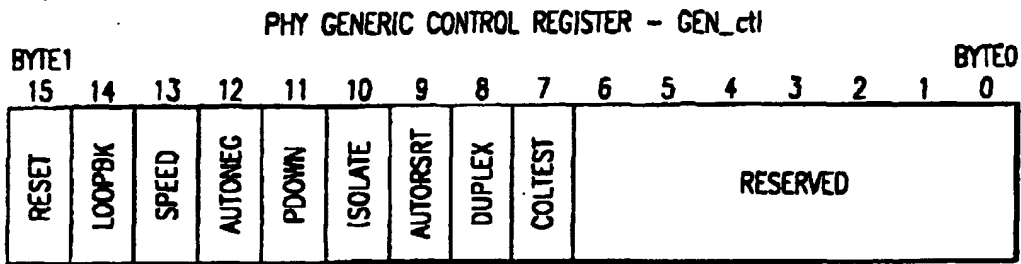 PHY GENERIC CONTROL REGISTER - GEN_ctl
BYTE1 BYTE0
15 14 13 12 11 10 9 8 7 6 5 4 3 2 1 0
RESET LOOPBK SPEED AUTONEG PDOWN ISOLATE AUTORSRT DUPLEX COLTEST RESERVED